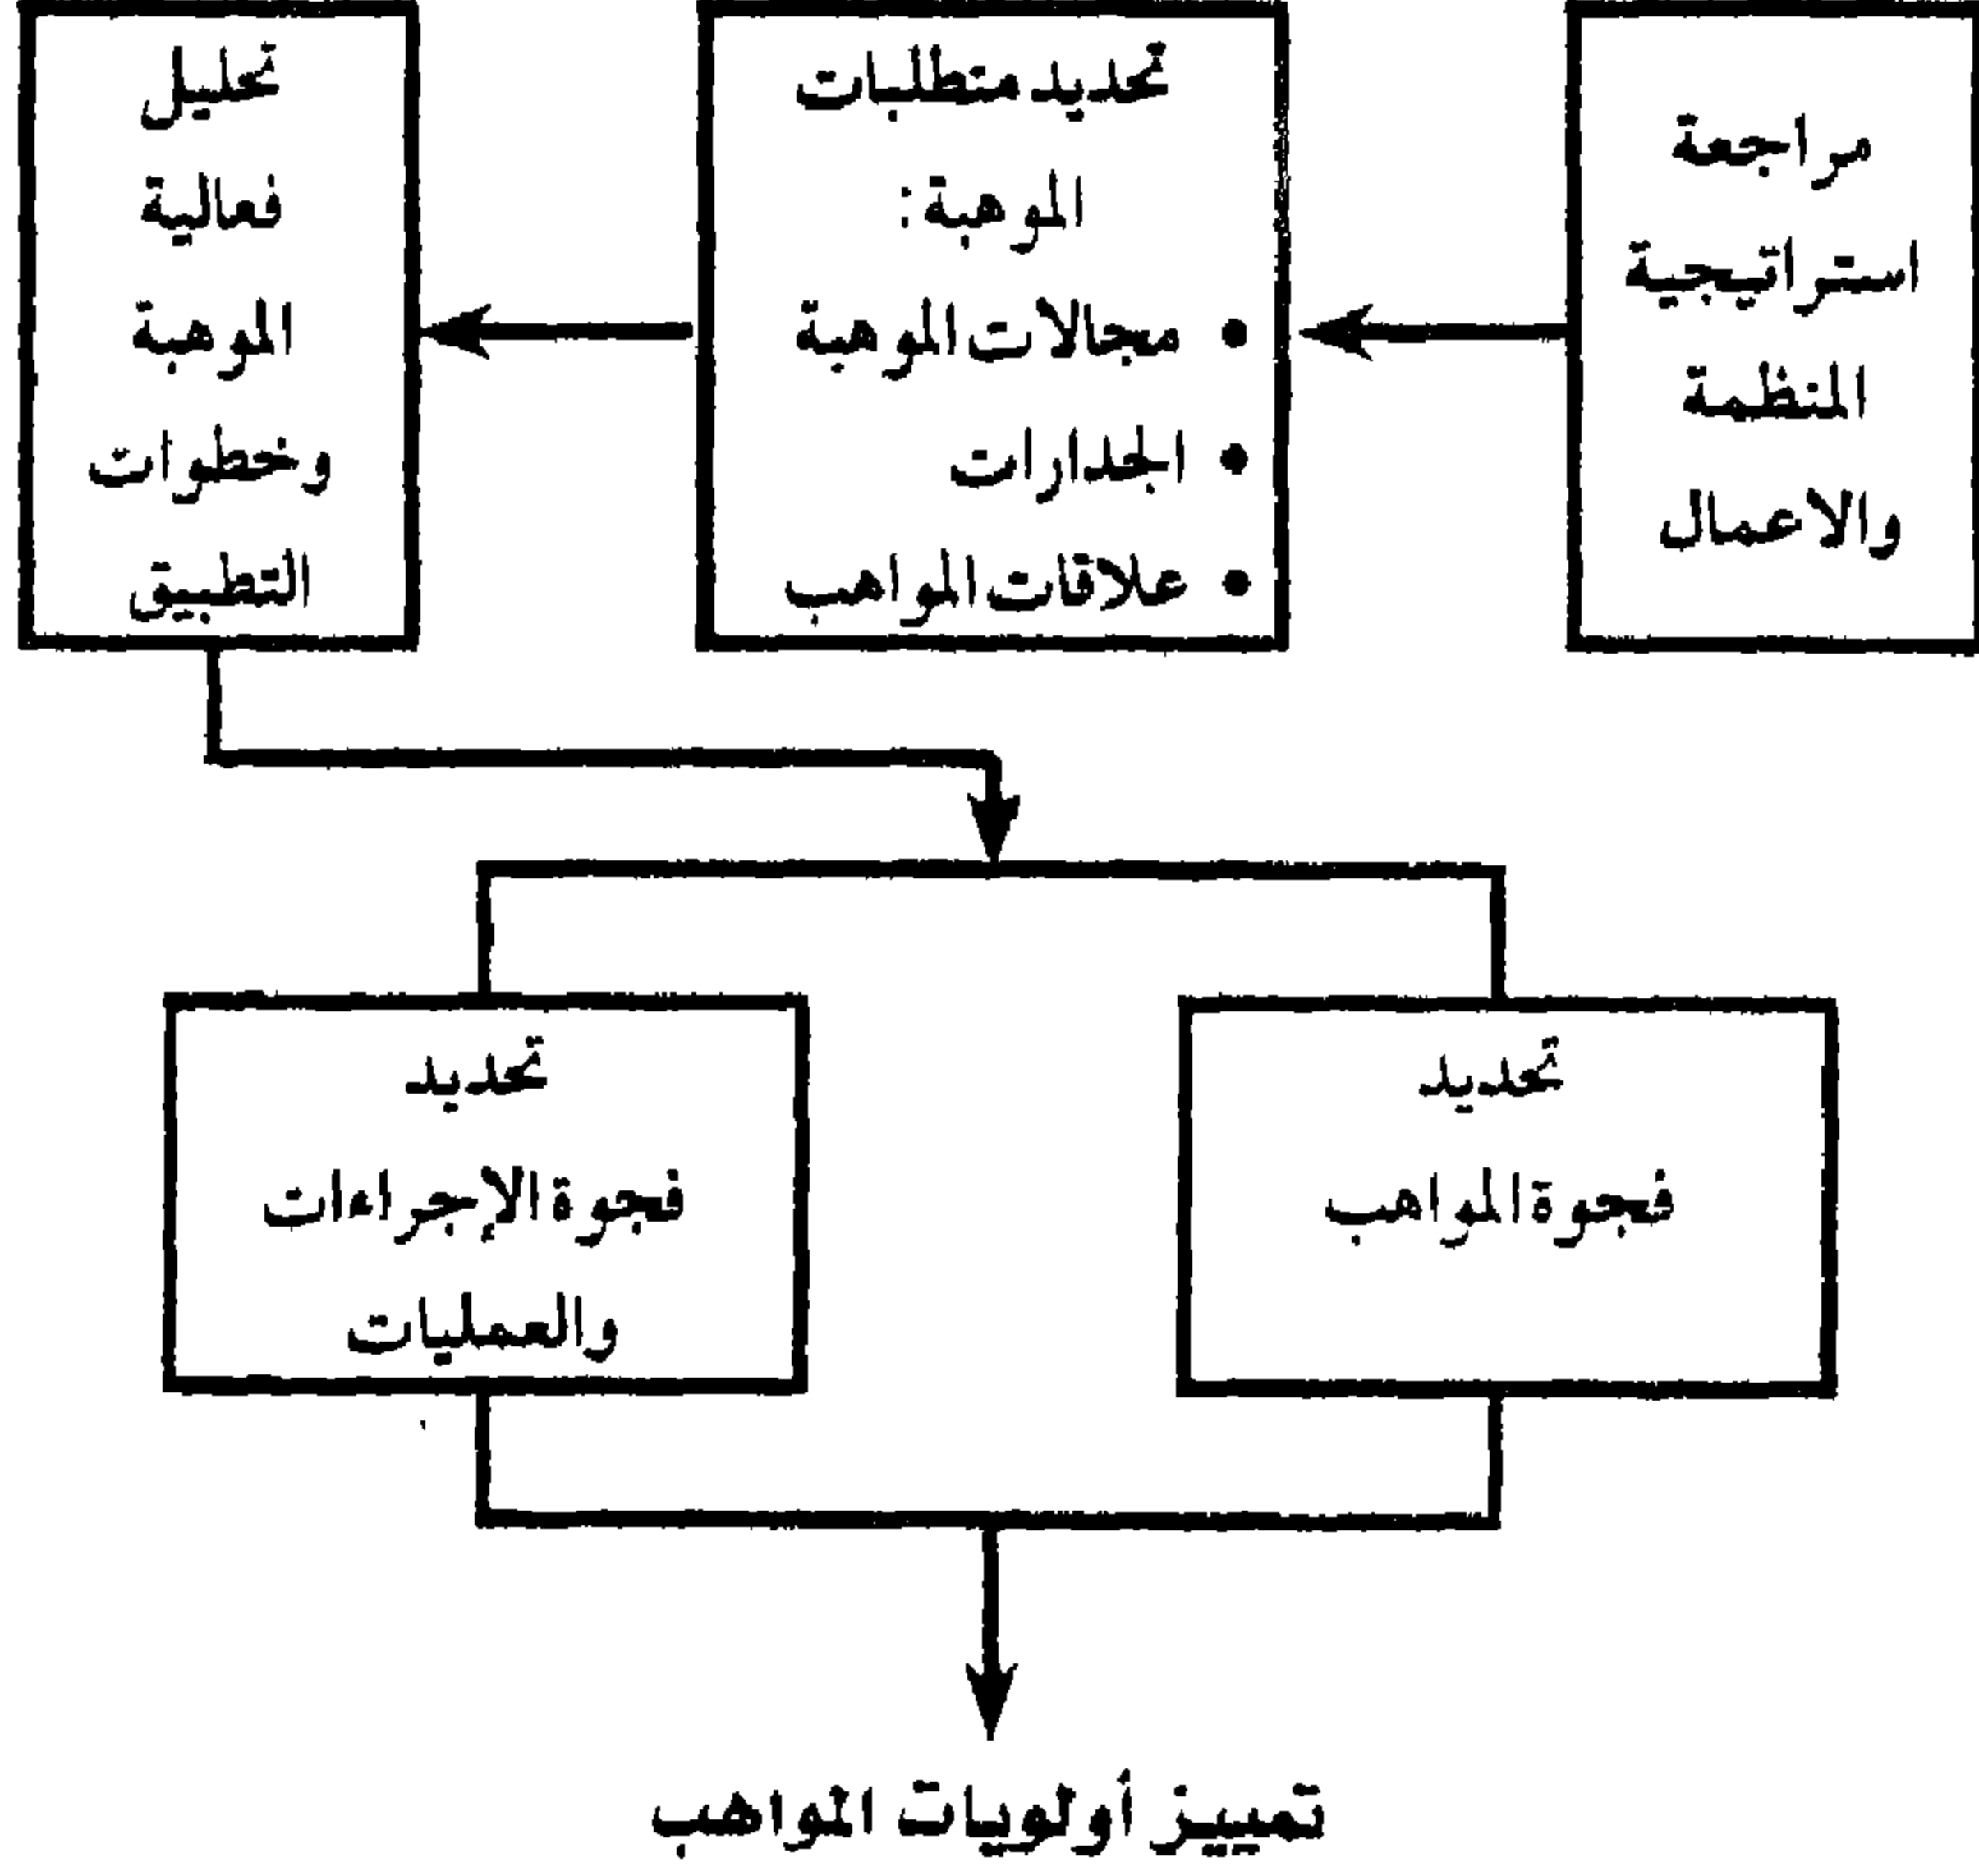 مراجعة
استراتيجية
المنظمة
والاعمال
تحديد متطلبات
الموهبة:
• مجالات الموهبة
• الجدارات
• علاقات المواهب
تحليل
فعالية
الموهبة
وخطوات
التطبيق
تحديد
فجوة المواهب
تحديد
فجوة الإجراءات
والعمليات
تمييز أولويات المواهب